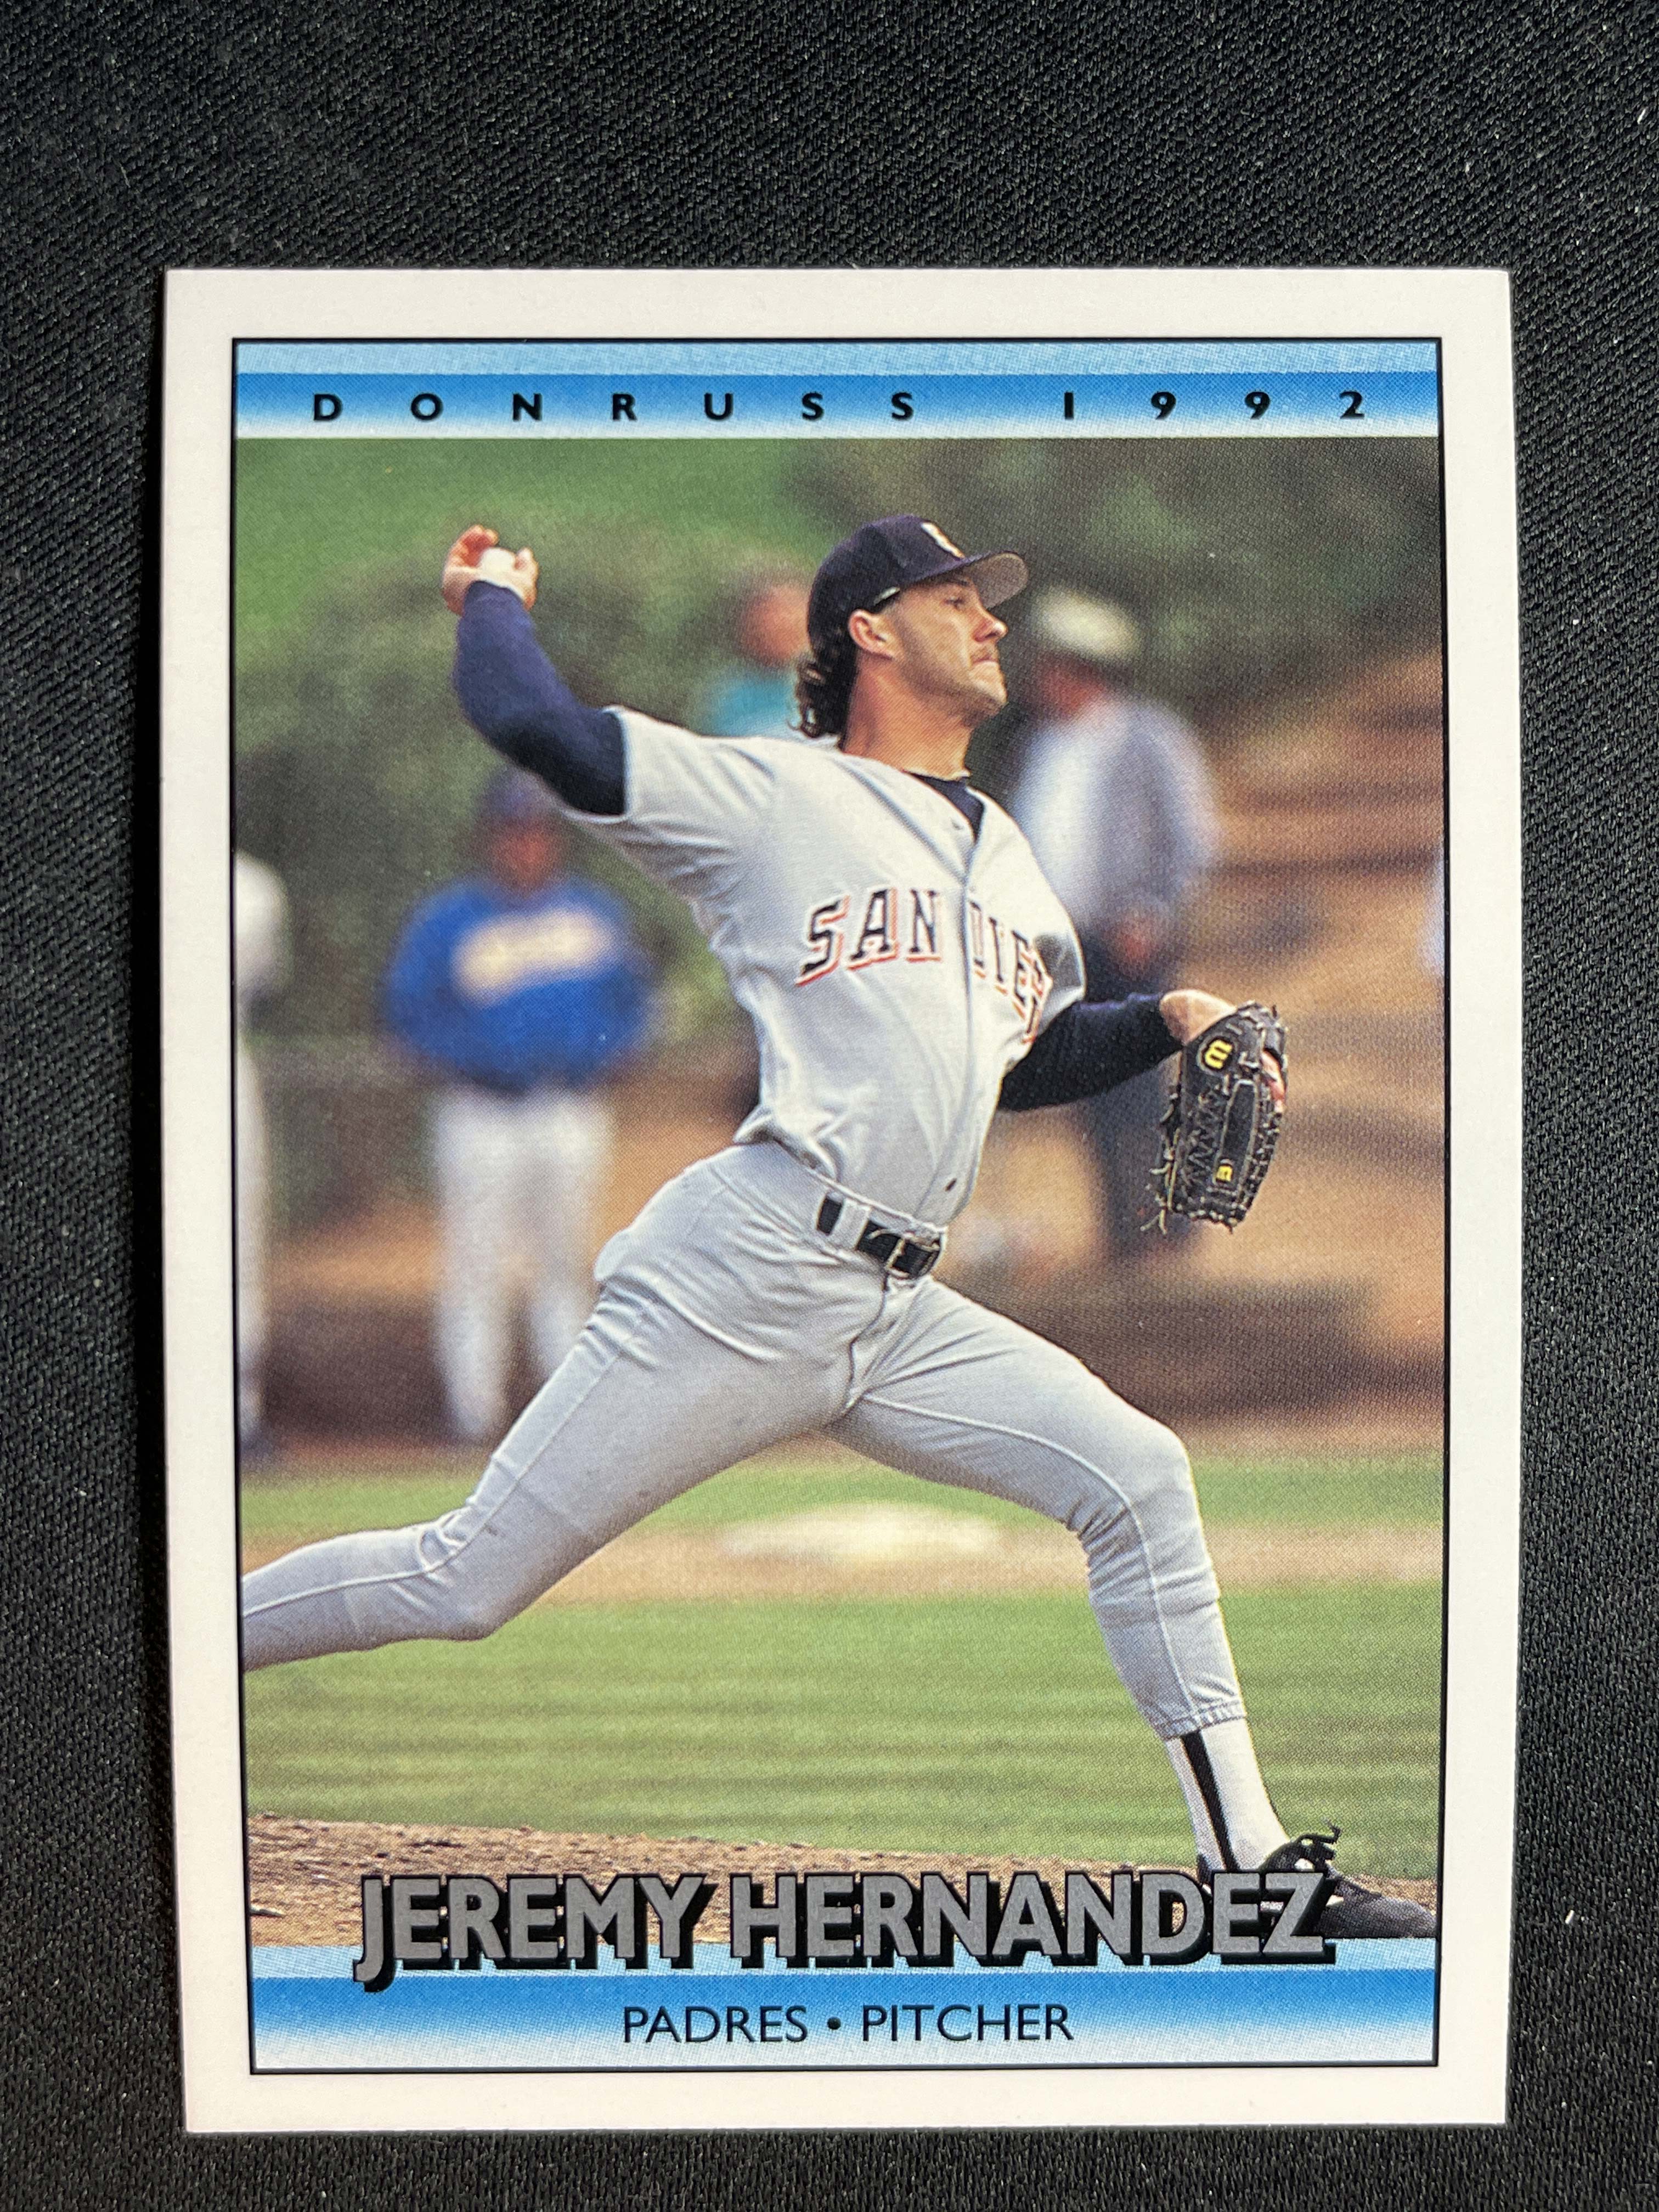 DONRUSS 1992
SAN DIEG
JEREMY HERNANDEZ
PADRES • PITCHER